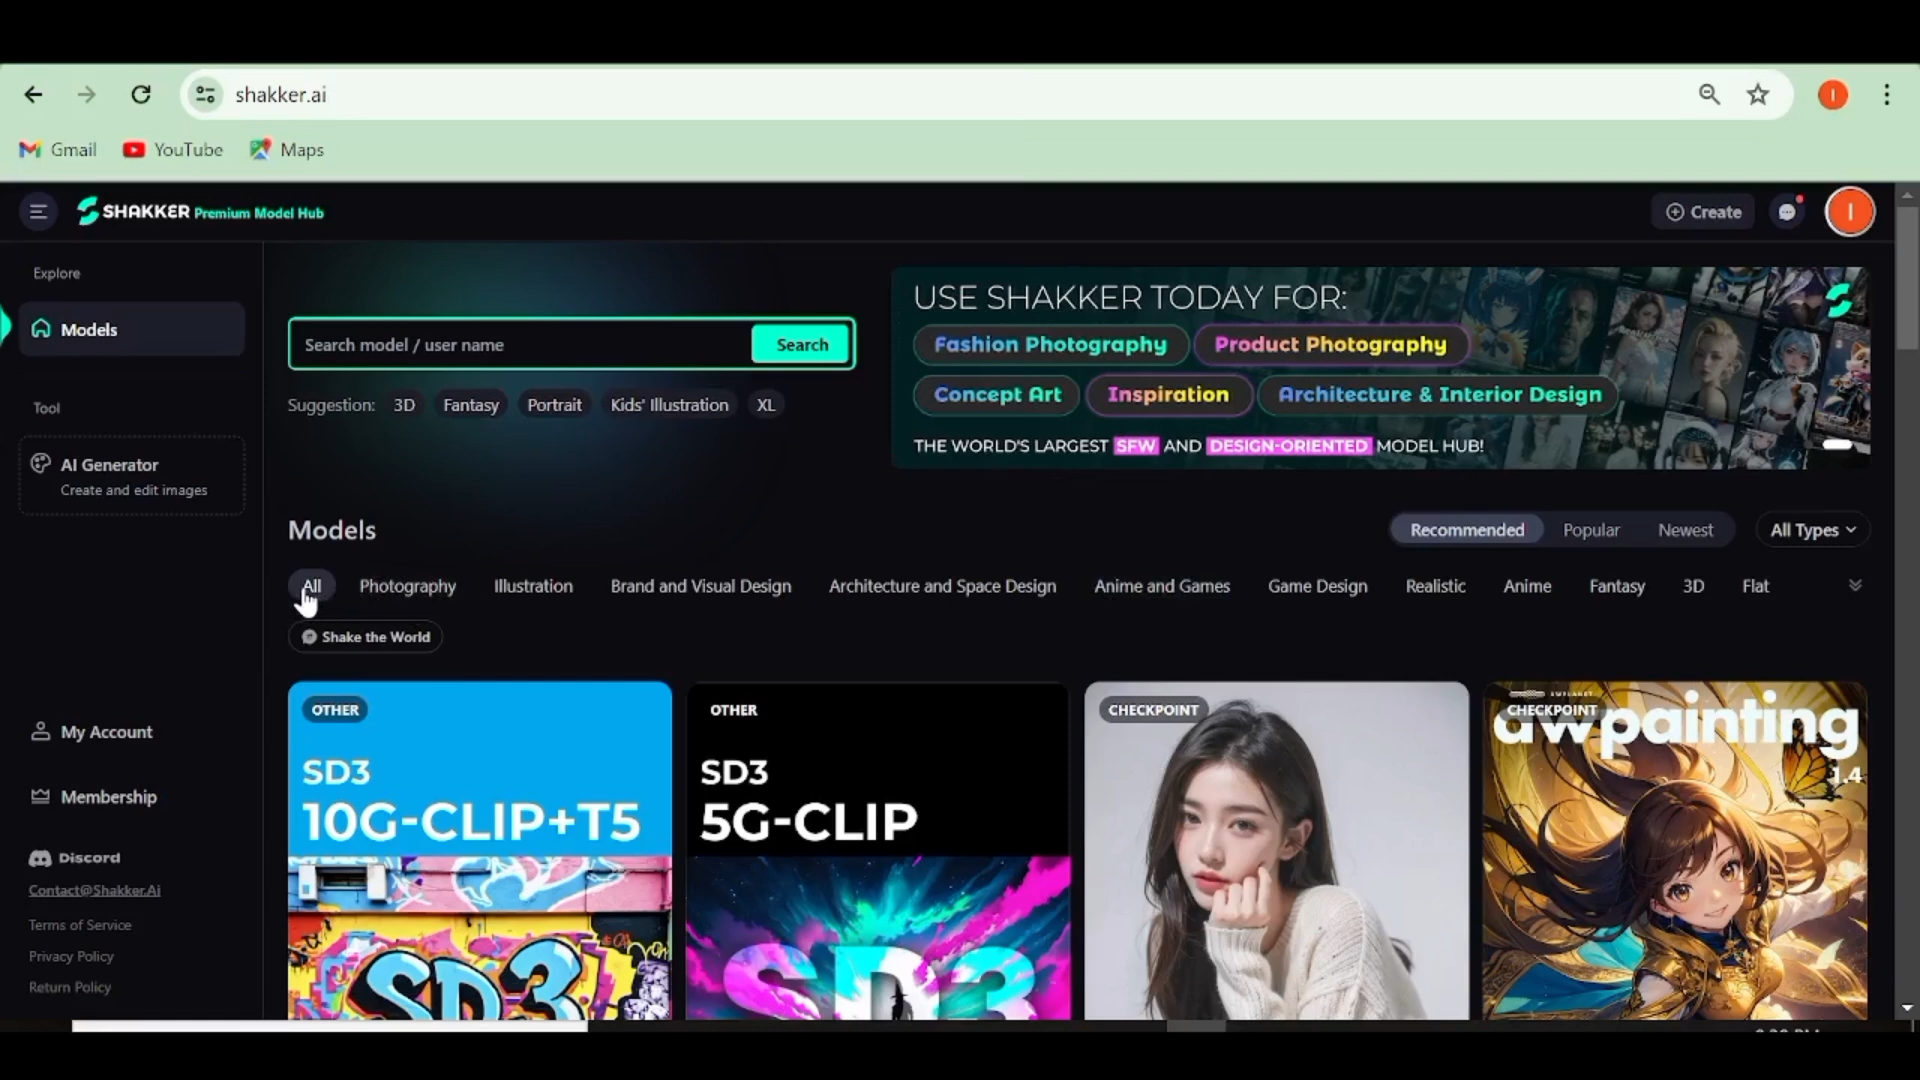 shakker.ai
I
Gmail
YouTube
Maps
SHAKKER Premium Model Hub
Create
I
Explore
Models
Tool
AI Generator
Create and edit images
My Account
Membership
Discord
Contact@Shakker.Ai
Terms of Service
Privacy Policy
Return Policy
Search model / user name
Search
Suggestion: 3D Fantasy Portrait Kids' Illustration XL
USE SHAKKER TODAY FOR:
Fashion Photography Product Photography
Concept Art Inspiration Architecture & Interior Design
THE WORLD'S LARGEST SFW AND DESIGN-ORIENTED MODEL HUB!
Models
Recommended Popular Newest All Types
All Photography Illustration Brand and Visual Design Architecture and Space Design Anime and Games Game Design Realistic Anime Fantasy 3D Flat
Shake the World
OTHER
SD3
10G-CLIP+T5
SD3
OTHER
SD3
5G-CLIP
SD3
CHECKPOINT
CHECKPOINT
awpainting
1.4